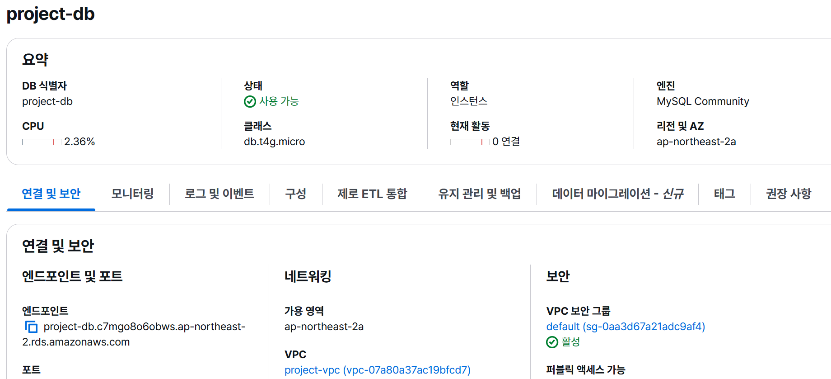 project-db
요약
DB 식별자
project-db
상태
사용 가능
역할
인스턴스
엔진
MySQL Community
CPU
2.36%
클래스
db.t4g.micro
현재 활동
0 연결
리전 및 AZ
ap-northeast-2a
연결 및 보안 모니터링 로그 및 이벤트 구성 제로 ETL 통합 유지 관리 및 백업 데이터 마이그레이션 - 신규 태그 권장 사항
연결 및 보안
엔드포인트 및 포트
엔드포인트
project-db.c7mgo8o6obws.ap-northeast-
2.rds.amazonaws.com
포트
네트워킹
가용 영역
ap-northeast-2a
VPC
project-vpc (vpc-07a80a37ac19bfcd7)
보안
VPC 보안 그룹
default (sg-0aa3d67a21adc9af4)
활성
퍼블릭 액세스 가능